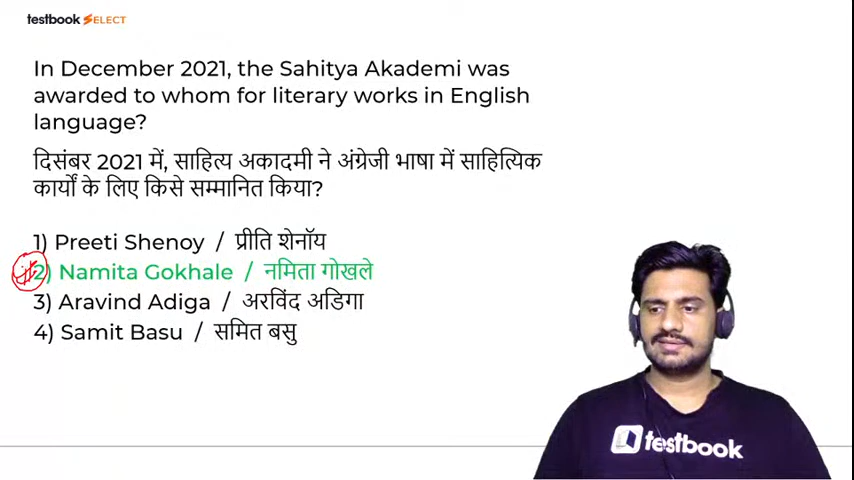 testbook SELECT
In December 2021, the Sahitya Akademi was
awarded to whom for literary works in English
language?
दिसंबर 2021 में, साहित्य अकादमी ने अंग्रेजी भाषा में साहित्यिक
कार्यों के लिए किसे सम्मानित किया?
1) Preeti Shenoy / प्रीति शेनॉय
2) Namita Gokhale / नमिता गोखले
3) Aravind Adiga / अरविंद अडिगा
4) Samit Basu / समित बसु
testbook